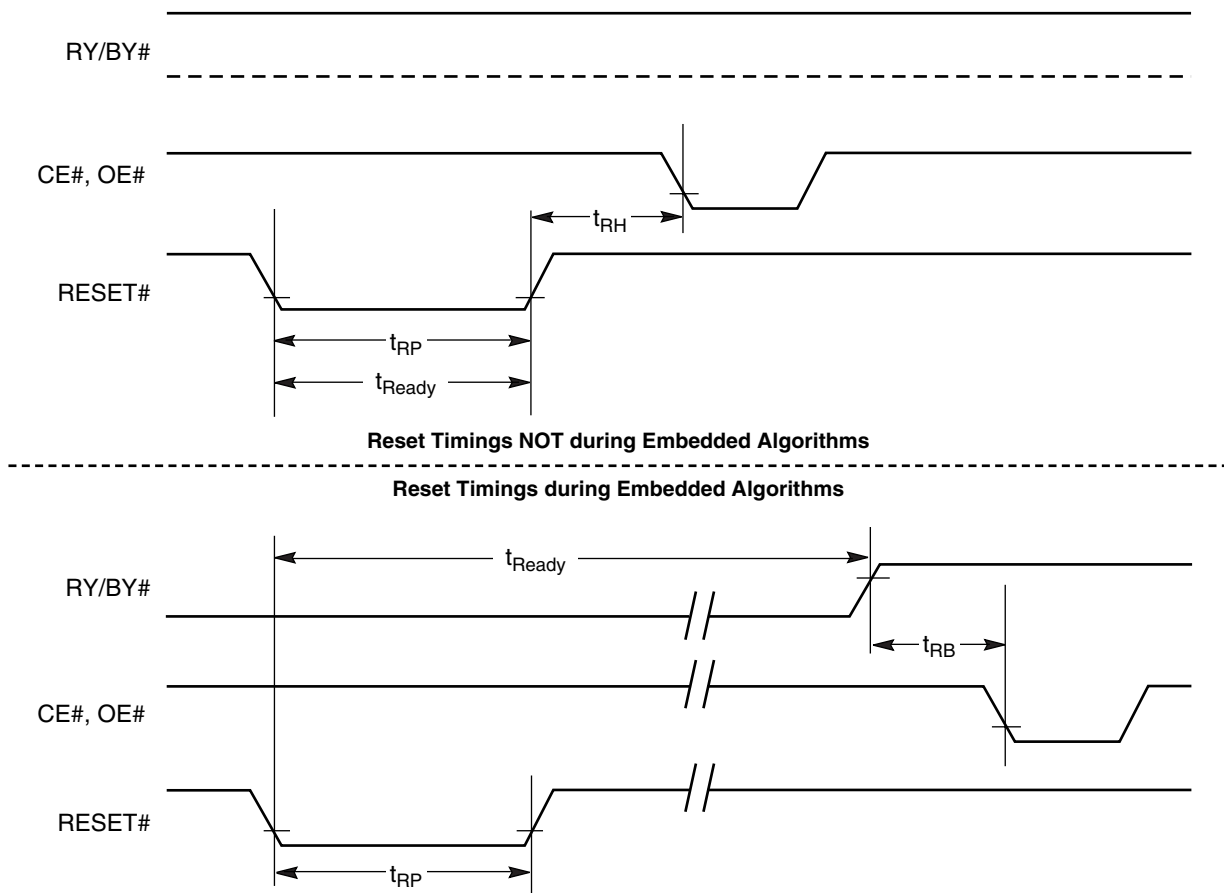 RY/BY#
CE#, OE#
tRH
RESET#
tRP
tReady
Reset Timings NOT during Embedded Algorithms
Reset Timings during Embedded Algorithms
tReady
RY/BY#
tRB
CE#, OE#
RESET#
tRP